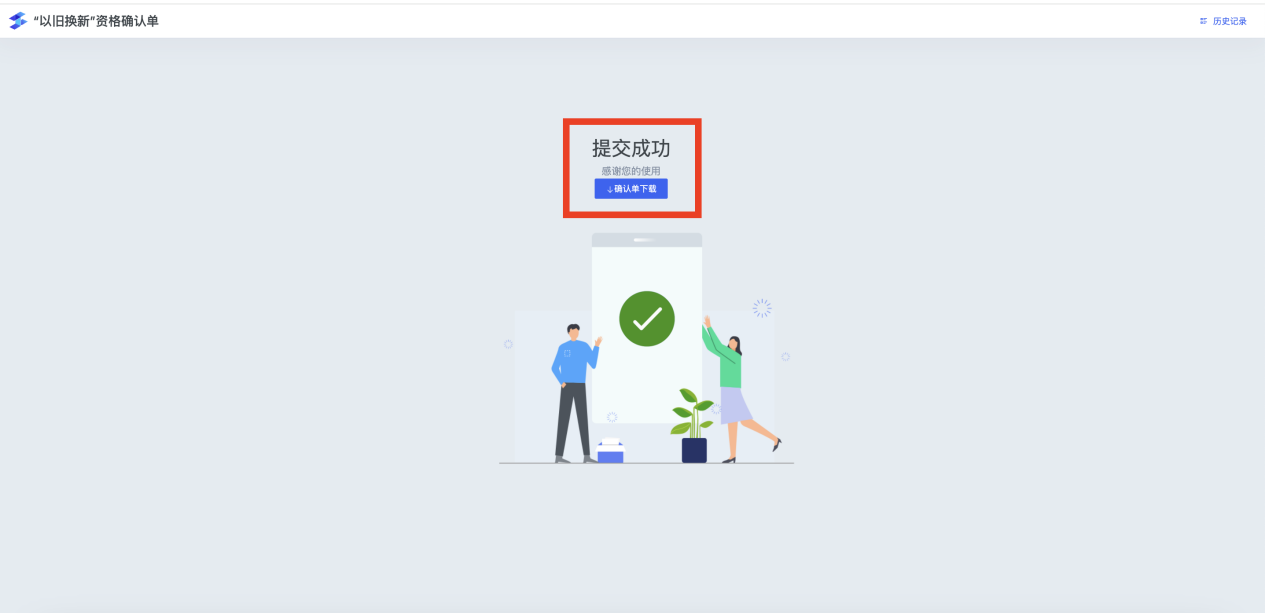 “以旧换新”资格确认单
历史记录
提交成功
感谢您的使用
↓确认单下载